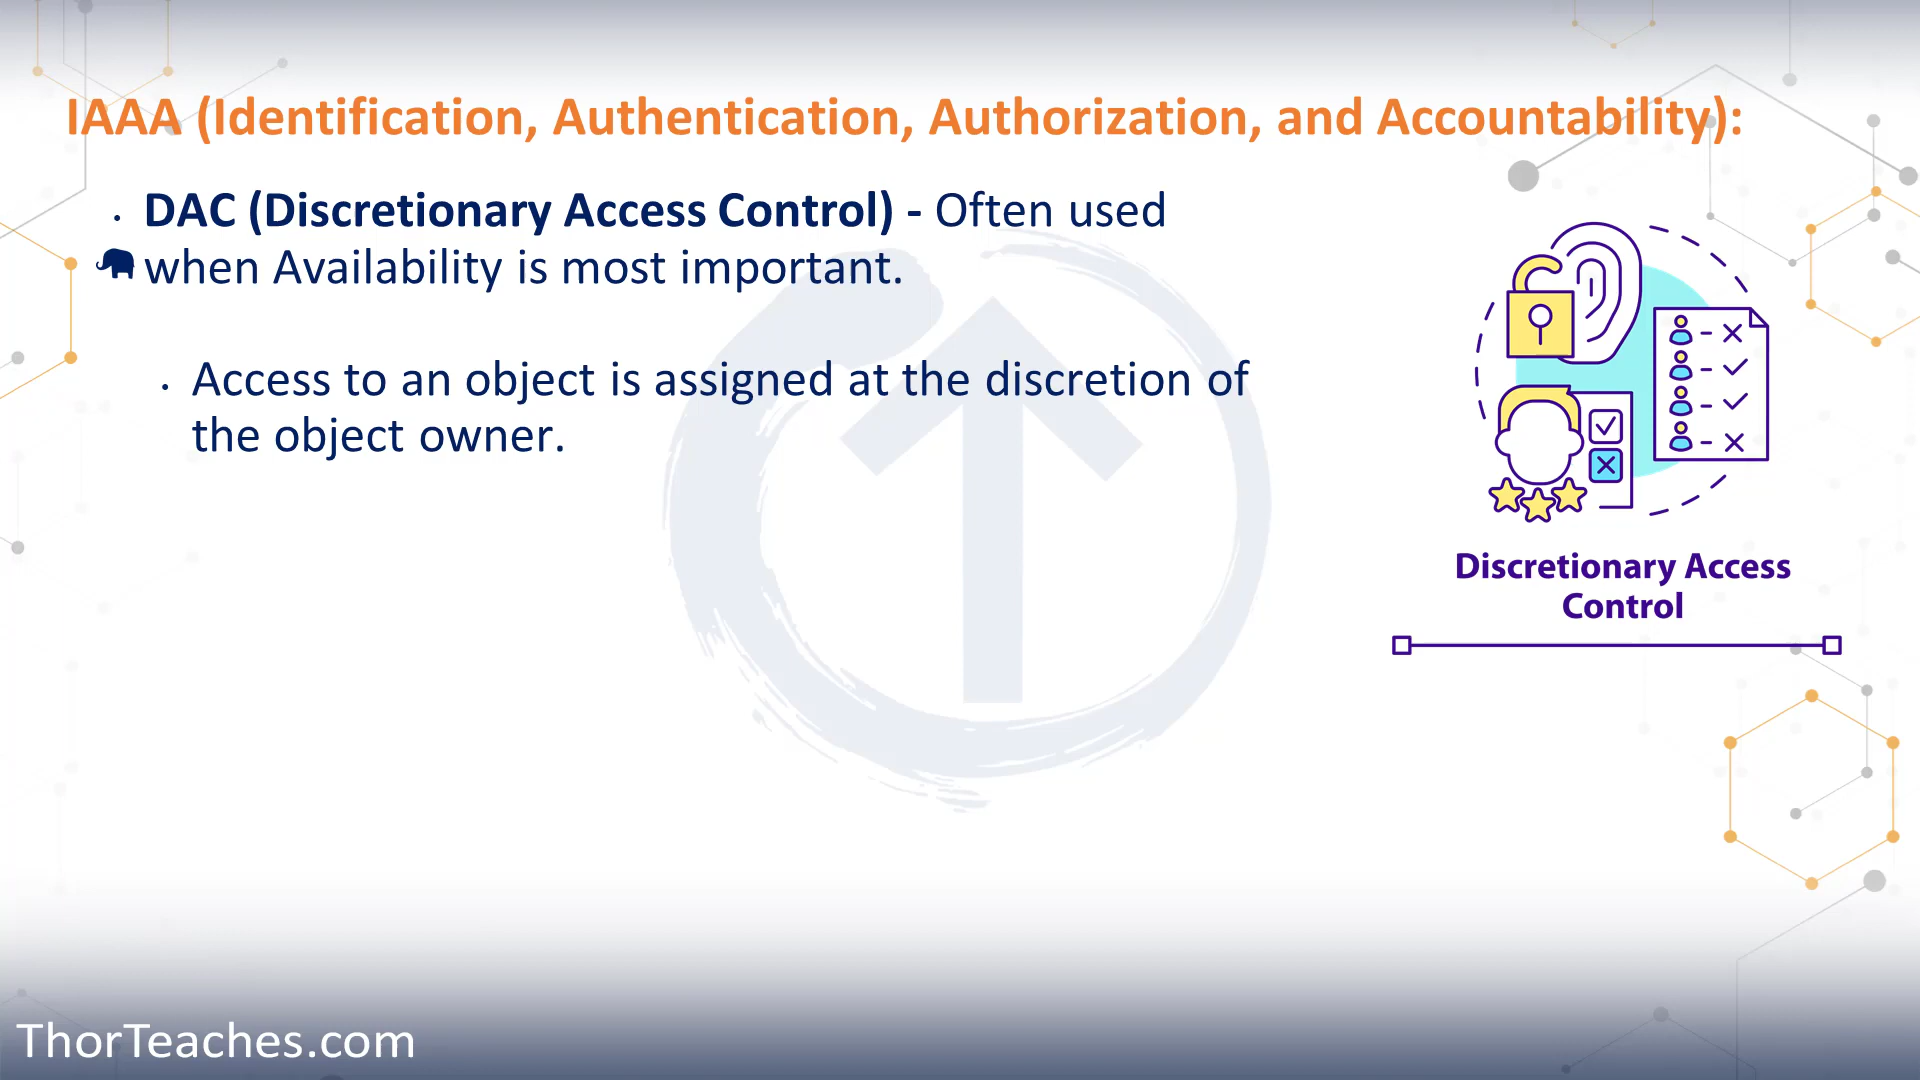 IAAA (Identification, Authentication, Authorization, and Accountability):
• DAC (Discretionary Access Control) - Often used
when Availability is most important.
• Access to an object is assigned at the discretion of
the object owner.
Discretionary Access
Control
ThorTeaches.com